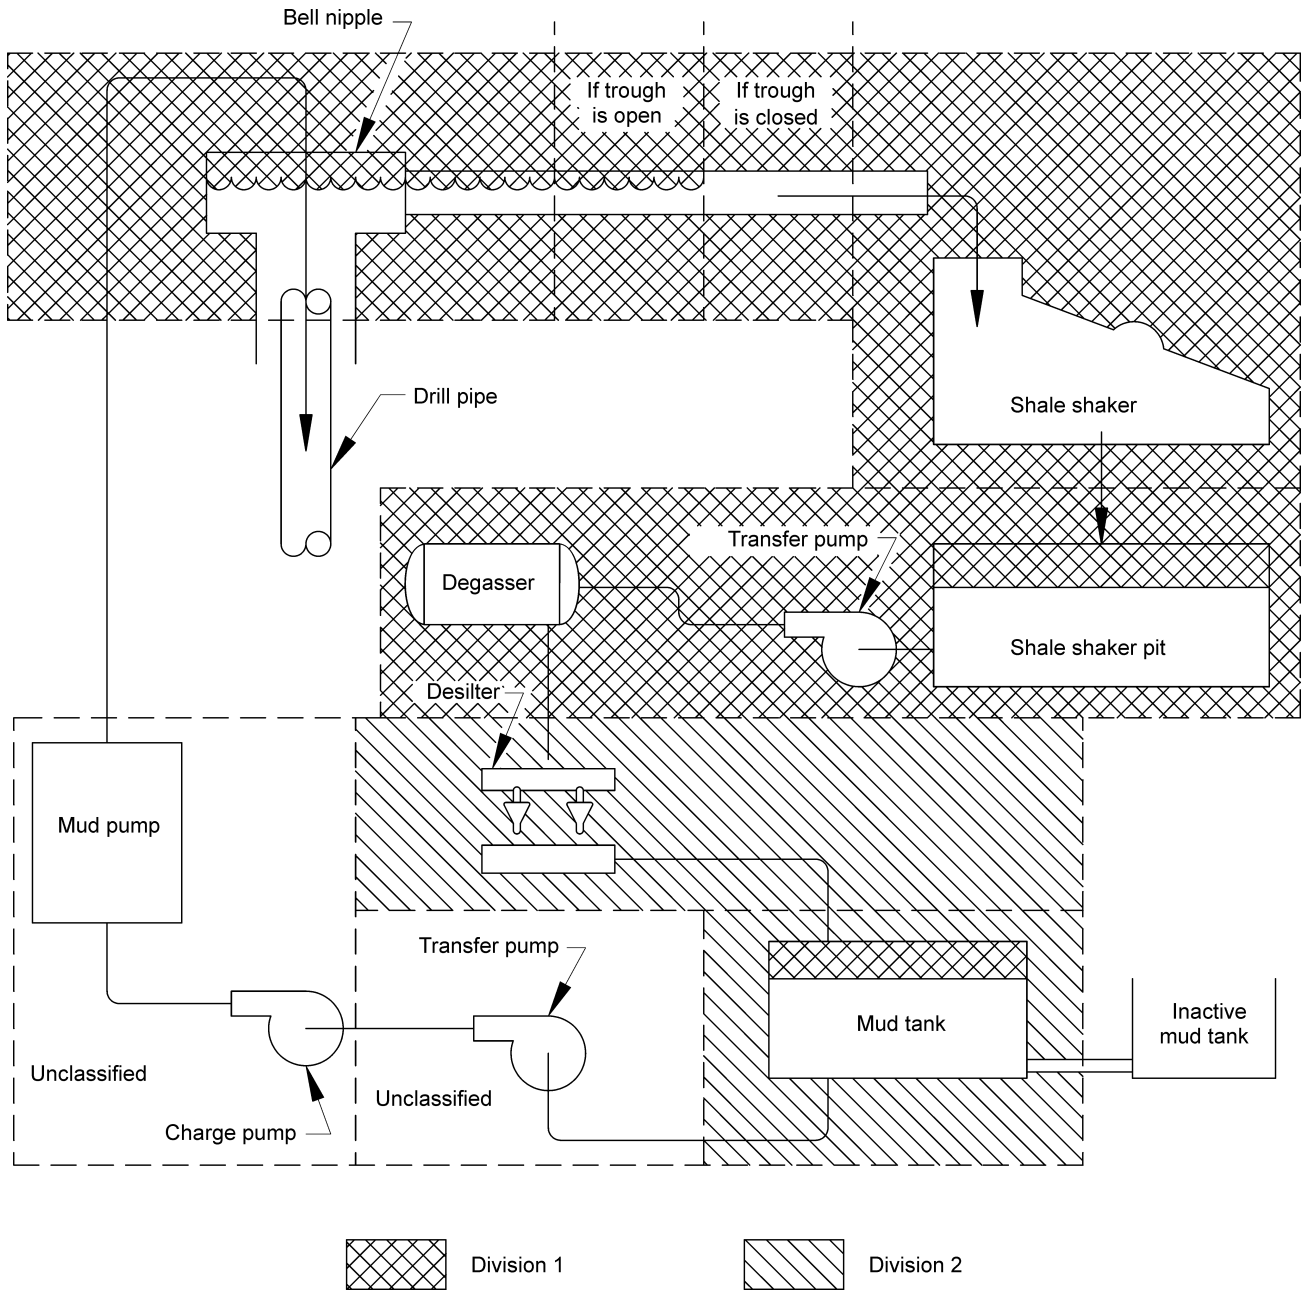 Bell nipple
If trough
is open
If trough
is closed
Drill pipe
Shale shaker
Transfer pump
Degasser
Shale shaker pit
Desilter
Mud pump
Transfer pump
Mud tank
Inactive
mud tank
Unclassified
Unclassified
Charge pump
Division 1
Division 2